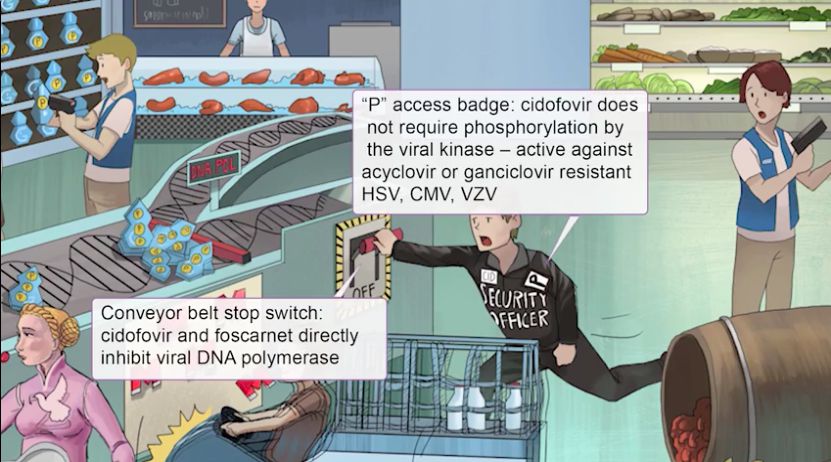 DNA POL
"P" access badge: cidofovir does
not require phosphorylation by
the viral kinase – active against
acyclovir or ganciclovir resistant
HSV, CMV, VZV
OFF
CID
SECURITY
OFFICER
Conveyor belt stop switch:
cidofovir and foscarnet directly
inhibit viral DNA polymerase